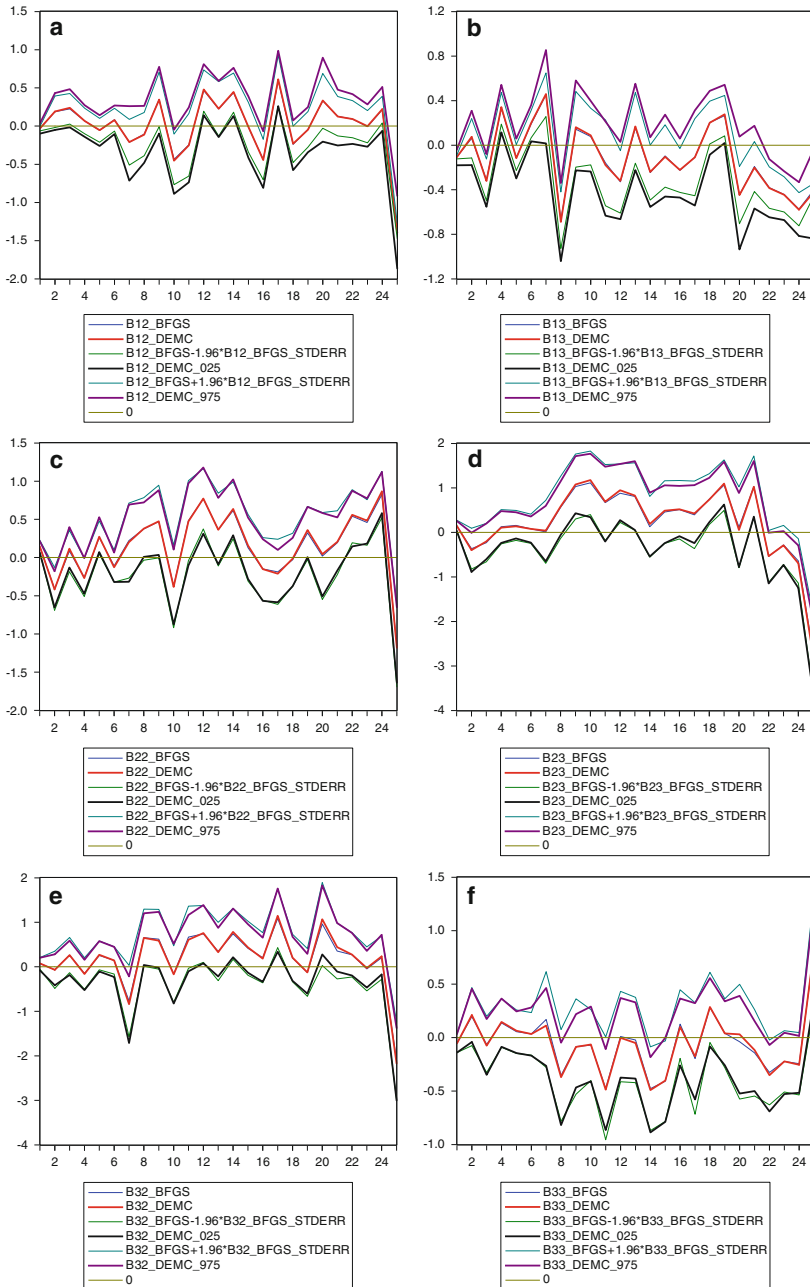 a
1.5
1.0
0.5
0.0
-0.5
-1.0
-1.5
-2.0
2 4 6 8 10 12 14 16 18 20 22 24
B12_BFGS
B12_DEMC
B12_BFGS-1.96*B12_BFGS_STDERR
B12_DEMC_025
B12_BFGS+1.96*B12_BFGS_STDERR
B12_DEMC_975
0
b
1.2
0.8
0.4
0.0
-0.4
-0.8
-1.2
2 4 6 8 10 12 14 16 18 20 22 24
B13_BFGS
B13_DEMC
B13_BFGS-1.96*B13_BFGS_STDERR
B13_DEMC_025
B13_BFGS+1.96*B13_BFGS_STDERR
B13_DEMC_975
0
c
1.5
1.0
0.5
0.0
-0.5
-1.0
-1.5
-2.0
2 4 6 8 10 12 14 16 18 20 22 24
B22_BFGS
B22_DEMC
B22_BFGS-1.96*B22_BFGS_STDERR
B22_DEMC_025
B22_BFGS+1.96*B22_BFGS_STDERR
B22_DEMC_975
0
d
2
1
0
-1
-2
-3
-4
2 4 6 8 10 12 14 16 18 20 22 24
B23_BFGS
B23_DEMC
B23_BFGS-1.96*B23_BFGS_STDERR
B23_DEMC_025
B23_BFGS+1.96*B23_BFGS_STDERR
B23_DEMC_975
0
e
2
1
0
-1
-2
-3
-4
2 4 6 8 10 12 14 16 18 20 22 24
B32_BFGS
B32_DEMC
B32_BFGS-1.96*B32_BFGS_STDERR
B32_DEMC_025
B32_BFGS+1.96*B32_BFGS_STDERR
B32_DEMC_975
0
f
1.5
1.0
0.5
0.0
-0.5
-1.0
2 4 6 8 10 12 14 16 18 20 22 24
B33_BFGS
B33_DEMC
B33_BFGS-1.96*B33_BFGS_STDERR
B33_DEMC_025
B33_BFGS+1.96*B33_BFGS_STDERR
B33_DEMC_975
0